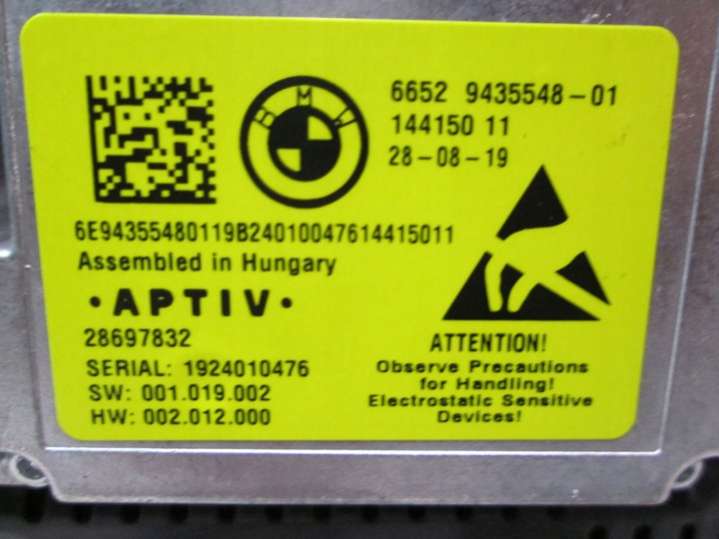 BMW
6652 9435548-01
144150 11
28-08-19
6E94355480119B24010047614415011
Assembled in Hungary
• APTIV •
28697832
SERIAL: 1924010476
SW: 001.019.002
HW: 002.012.000
ATTENTION!
Observe Precautions
for Handling!
Electrostatic Sensitive
Devices!